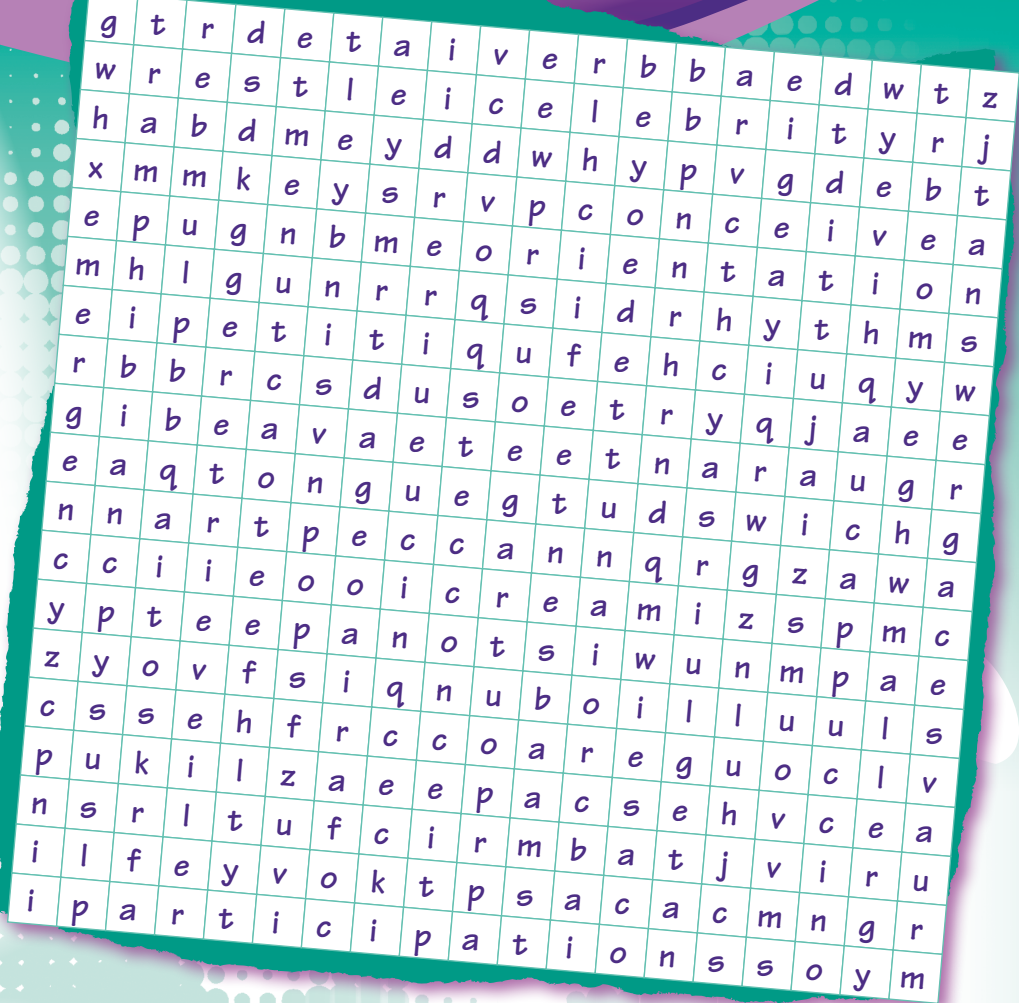 g t r d e t a i v e r b b a e d w t z
w r e s t l e i c e l e b r i t y r j
h a b d m e y d d w h y p v g d e b t
x m m k e y s r v p c o n c e i v e a
e p u g n b m e o r i e n t a t i o n
m h l g u n r r q s i d r h y t h m s
e i p e t i t i q u f e h c i u q y w
r b b r c s d u s o e t r y q j a e e
g i b e a v a e t e e t n a r a u g r
e a q t o n g u e g t u d s w i c h g
n n a r t p e c c a n n q r g z a w a
c c i i e o o i c r e a m i z s p m c
y p t e e p a n o t s i w u n m p a e
z y o v f s i q n u b o i l l u u l s
c s s e h f r c c o a r e g u o c l v
p u k i l z a e e p a c s e h v c e a
n s r l t u f c i r m b a t j v i r u
i l f e y v o k t p s a c a c m n g r
i p a r t i c i p a t i o n s s o y m